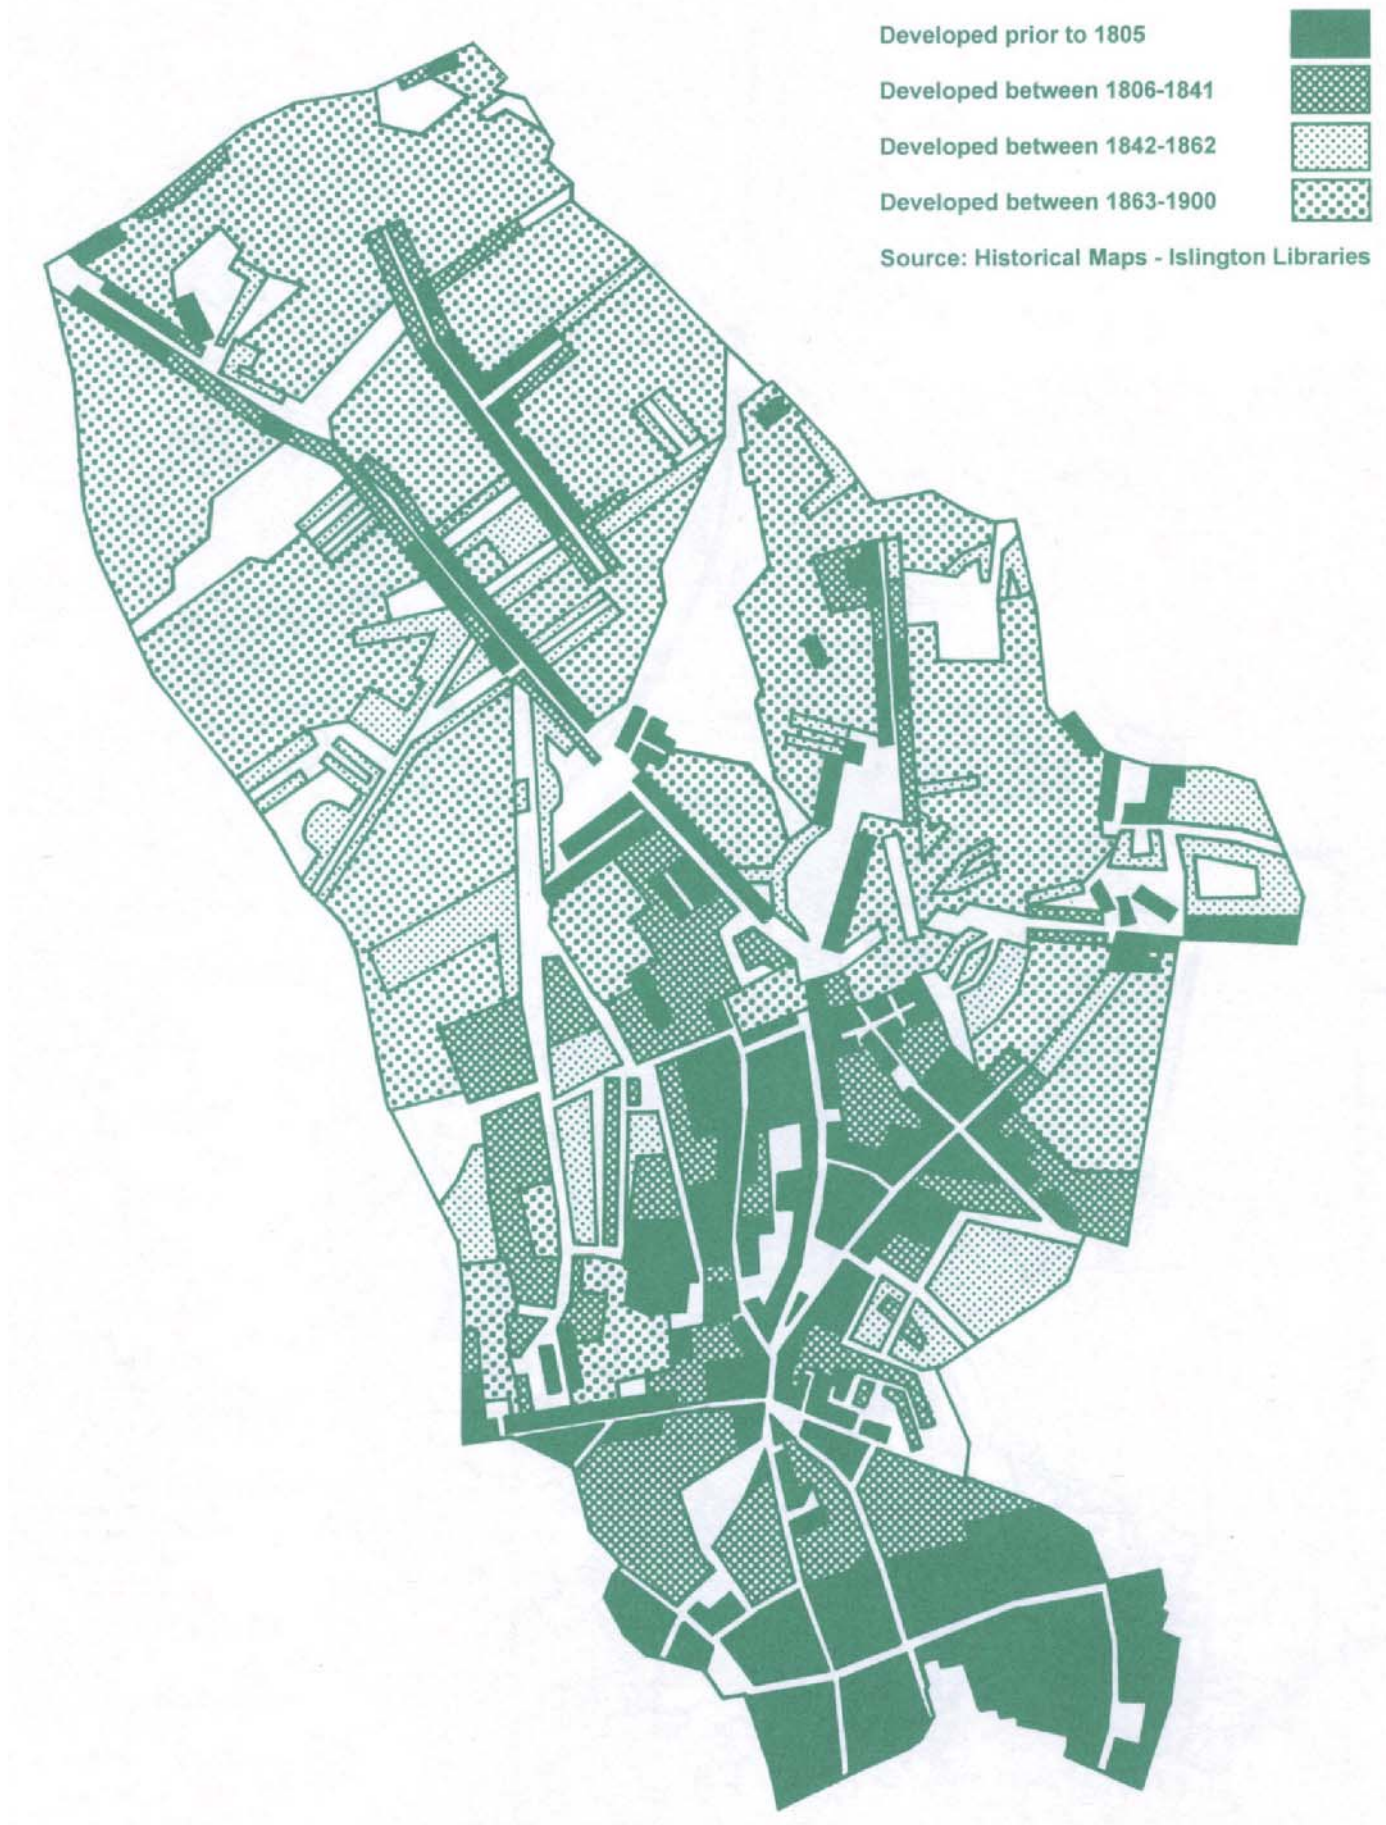 Developed prior to 1805
Developed between 1806-1841
Developed between 1842-1862
Developed between 1863-1900
Source: Historical Maps - Islington Libraries